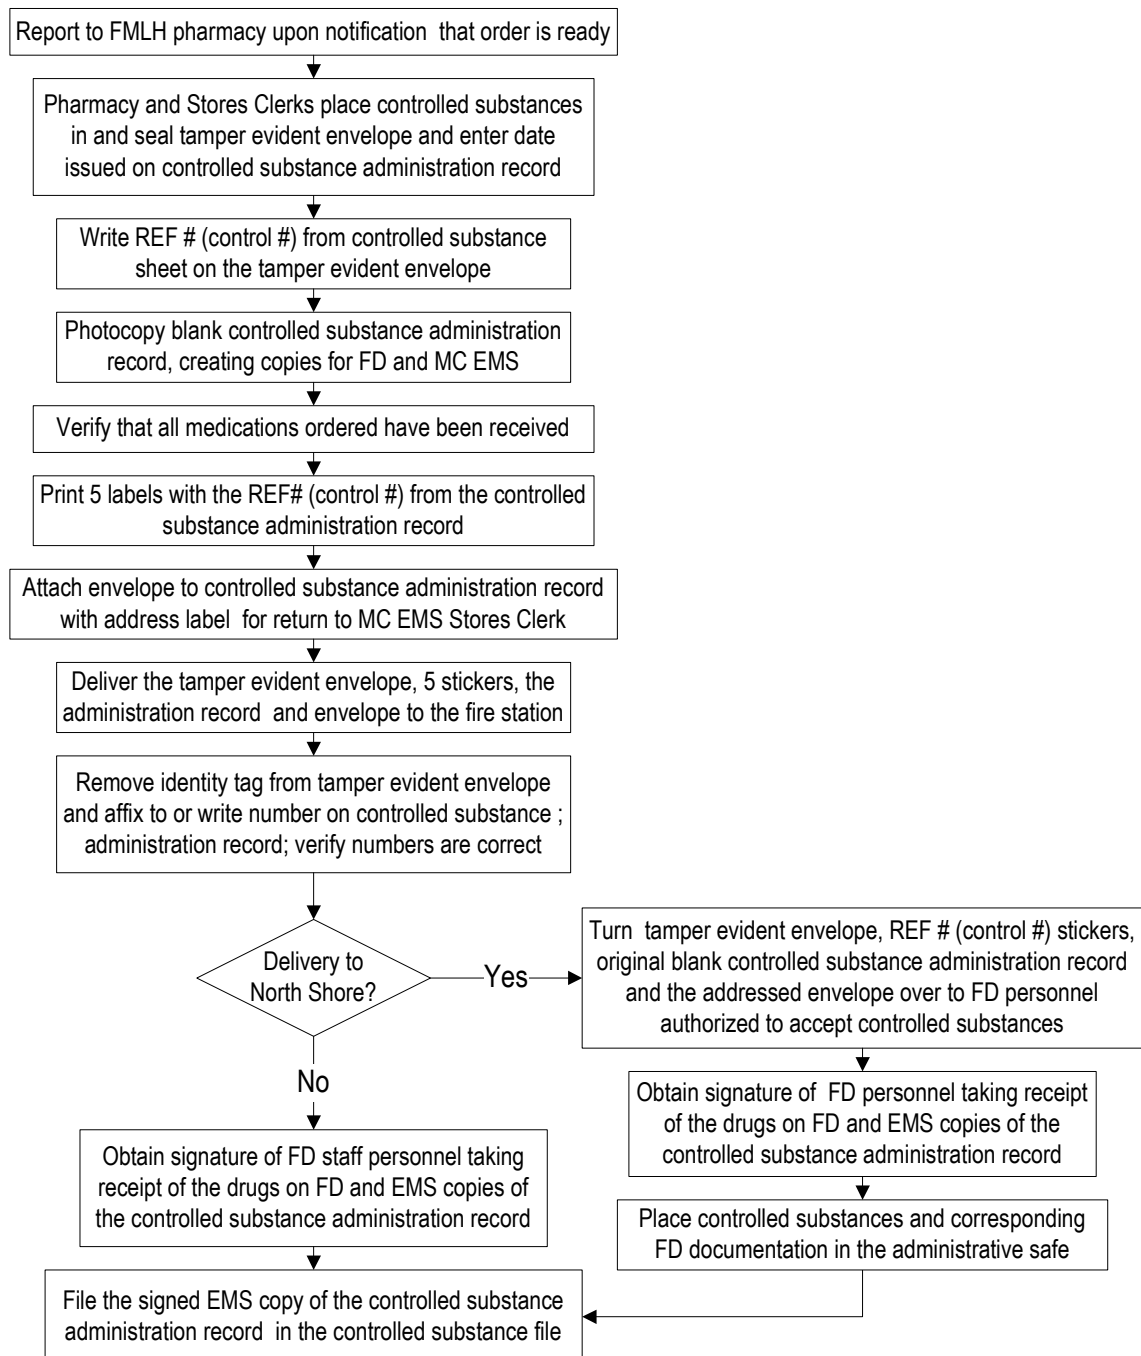 Report to FMLH pharmacy upon notification that order is ready
Pharmacy and Stores Clerks place controlled substances
in and seal tamper evident envelope and enter date
issued on controlled substance administration record
Write REF # (control #) from controlled substance
sheet on the tamper evident envelope
Photocopy blank controlled substance administration
record, creating copies for FD and MC EMS
Verify that all medications ordered have been received
Print 5 labels with the REF# (control #) from the controlled
substance administration record
Attach envelope to controlled substance administration record
with address label for return to MC EMS Stores Clerk
Deliver the tamper evident envelope, 5 stickers, the
administration record and envelope to the fire station
Remove identity tag from tamper evident envelope
and affix to or write number on controlled substance ;
administration record; verify numbers are correct
Delivery to
North Shore?
Yes
Turn tamper evident envelope, REF # (control #) stickers,
original blank controlled substance administration record
and the addressed envelope over to FD personnel
authorized to accept controlled substances
Obtain signature of FD personnel taking receipt
of the drugs on FD and EMS copies of the
controlled substance administration record
Place controlled substances and corresponding
FD documentation in the administrative safe
No
Obtain signature of FD staff personnel taking
receipt of the drugs on FD and EMS copies of
the controlled substance administration record
File the signed EMS copy of the controlled substance
administration record in the controlled substance file